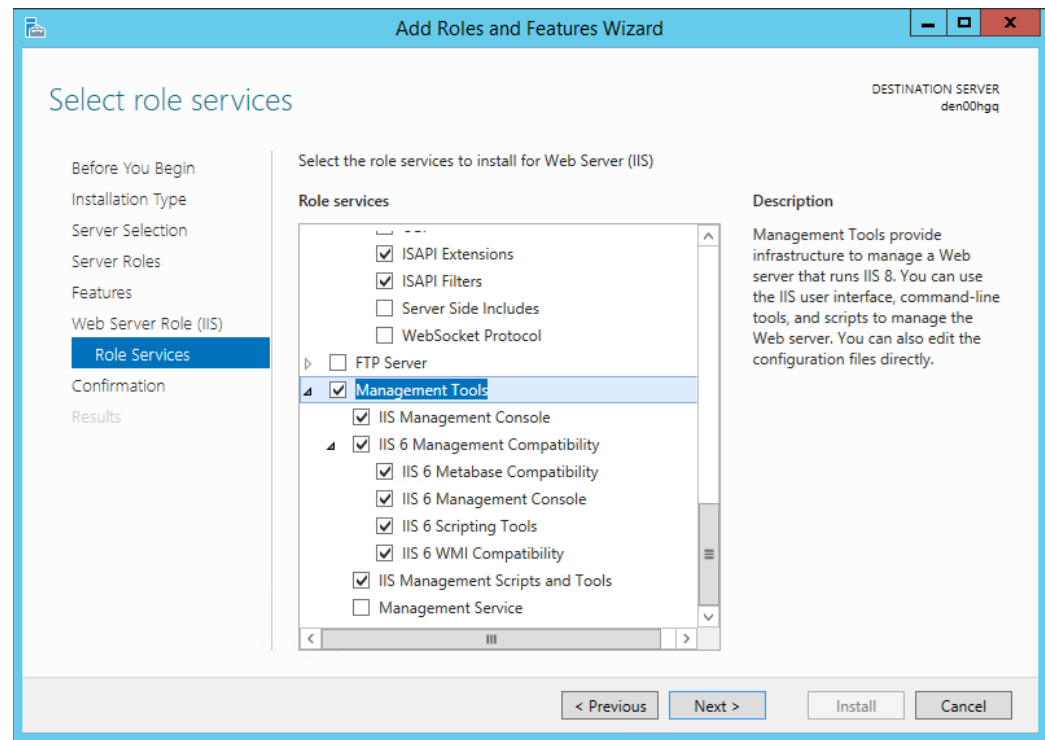 Add Roles and Features Wizard
Select role services
DESTINATION SERVER
den00hgq
Before You Begin
Installation Type
Server Selection
Server Roles
Features
Web Server Role (IIS)
Role Services
Confirmation
Results
Select the role services to install for Web Server (IIS)
Role services
ISAPI Extensions
ISAPI Filters
Server Side Includes
WebSocket Protocol
FTP Server
Management Tools
IIS Management Console
IIS 6 Management Compatibility
IIS 6 Metabase Compatibility
IIS 6 Management Console
IIS 6 Scripting Tools
IIS 6 WMI Compatibility
IIS Management Scripts and Tools
Management Service
Description
Management Tools provide
infrastructure to manage a Web
server that runs IIS 8. You can use
the IIS user interface, command-line
tools, and scripts to manage the
Web server. You can also edit the
configuration files directly.
< Previous
Next >
Install
Cancel